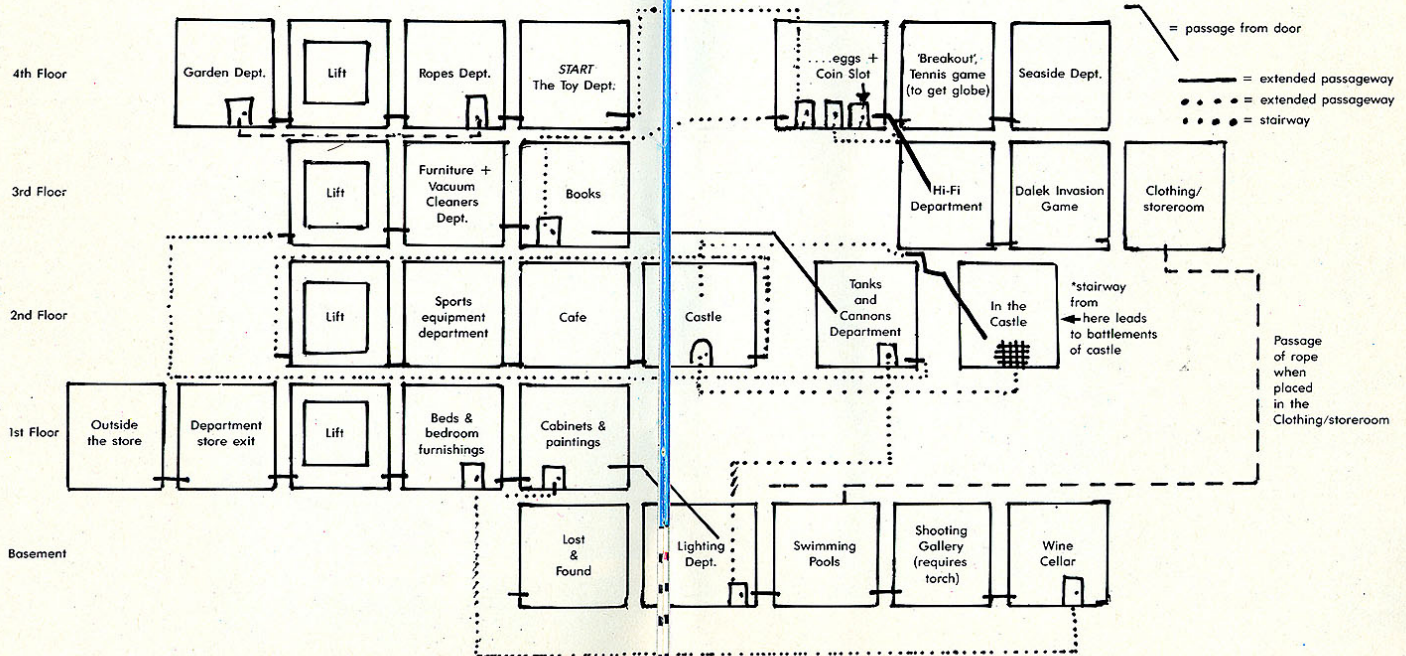 4th Floor
Garden Dept.
Lift
Ropes Dept.
START
The Toy Dept.
....eggs +
Coin Slot
'Breakout',
Tennis game
(to get globe)
Seaside Dept.
= passage from door
= extended passageway
= extended passageway
= stairway
3rd Floor
Lift
Furniture +
Vacuum
Cleaners
Dept.
Books
Hi-Fi
Department
Dalek Invasion
Game
Clothing/
storeroom
2nd Floor
Lift
Sports
equipment
department
Cafe
Castle
Tanks
and
Cannons
Department
In the
Castle
*stairway
from
here leads
to battlements
of castle
Passage
of rope
when
placed
in the
Clothing/storeroom
1st Floor
Outside
the store
Department
store exit
Lift
Beds &
bedroom
furnishings
Cabinets &
paintings
Basement
Lost
&
Found
Lighting
Dept.
Swimming
Pools
Shooting
Gallery
(requires
torch)
Wine
Cellar